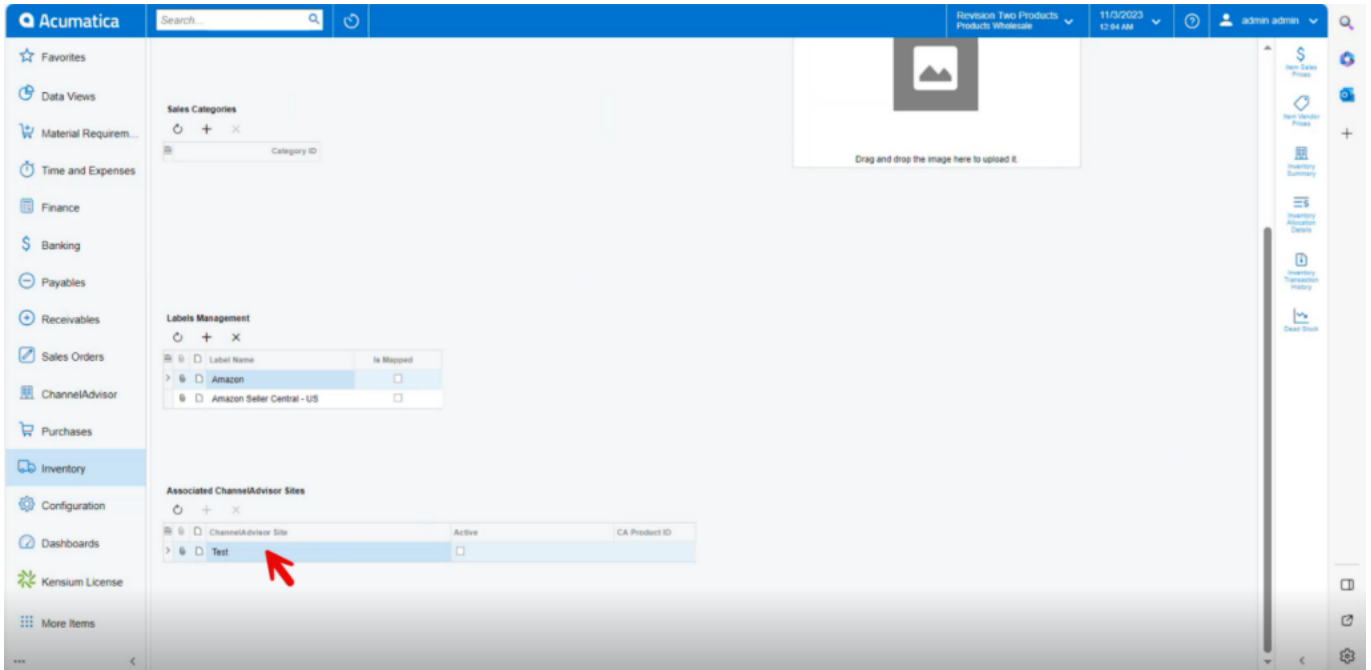 Acumatica
Search...
Revision Two Products
Products Wholesale
11/3/2023
12:04 AM
admin admin
Favorites
Data Views
Material Requirem...
Time and Expenses
Finance
Banking
Payables
Receivables
Sales Orders
ChannelAdvisor
Purchases
Inventory
Configuration
Dashboards
Kensium License
More Items
Sales Categories
Category ID
Drag and drop the image here to upload it.
Labels Management
Label Name Is Mapped
Amazon
Amazon Seller Central - US
Associated ChannelAdvisor Sites
ChannelAdvisor Site Active CA Product ID
Test
Item Sales
Prices
Item Vendor
Prices
Inventory
Summary
Inventory
Allocation
Details
Inventory
Transaction
History
Dead Stock